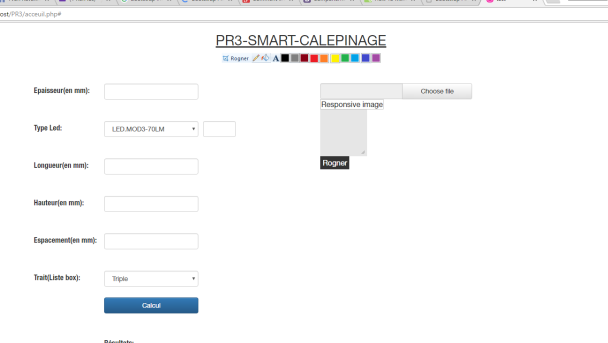 ost/PR3/acceuil.php#
PR3-SMART-CALEPINAGE
Rogner A
Epaisseur(en mm):
Choose file
Responsive image
Type Led:
LED.MOD3-70LM
Rogner
Longueur(en mm):
Hauteur(en mm):
Espacement(en mm):
Trait(Liste box):
Triple
Calcul
Résultats: